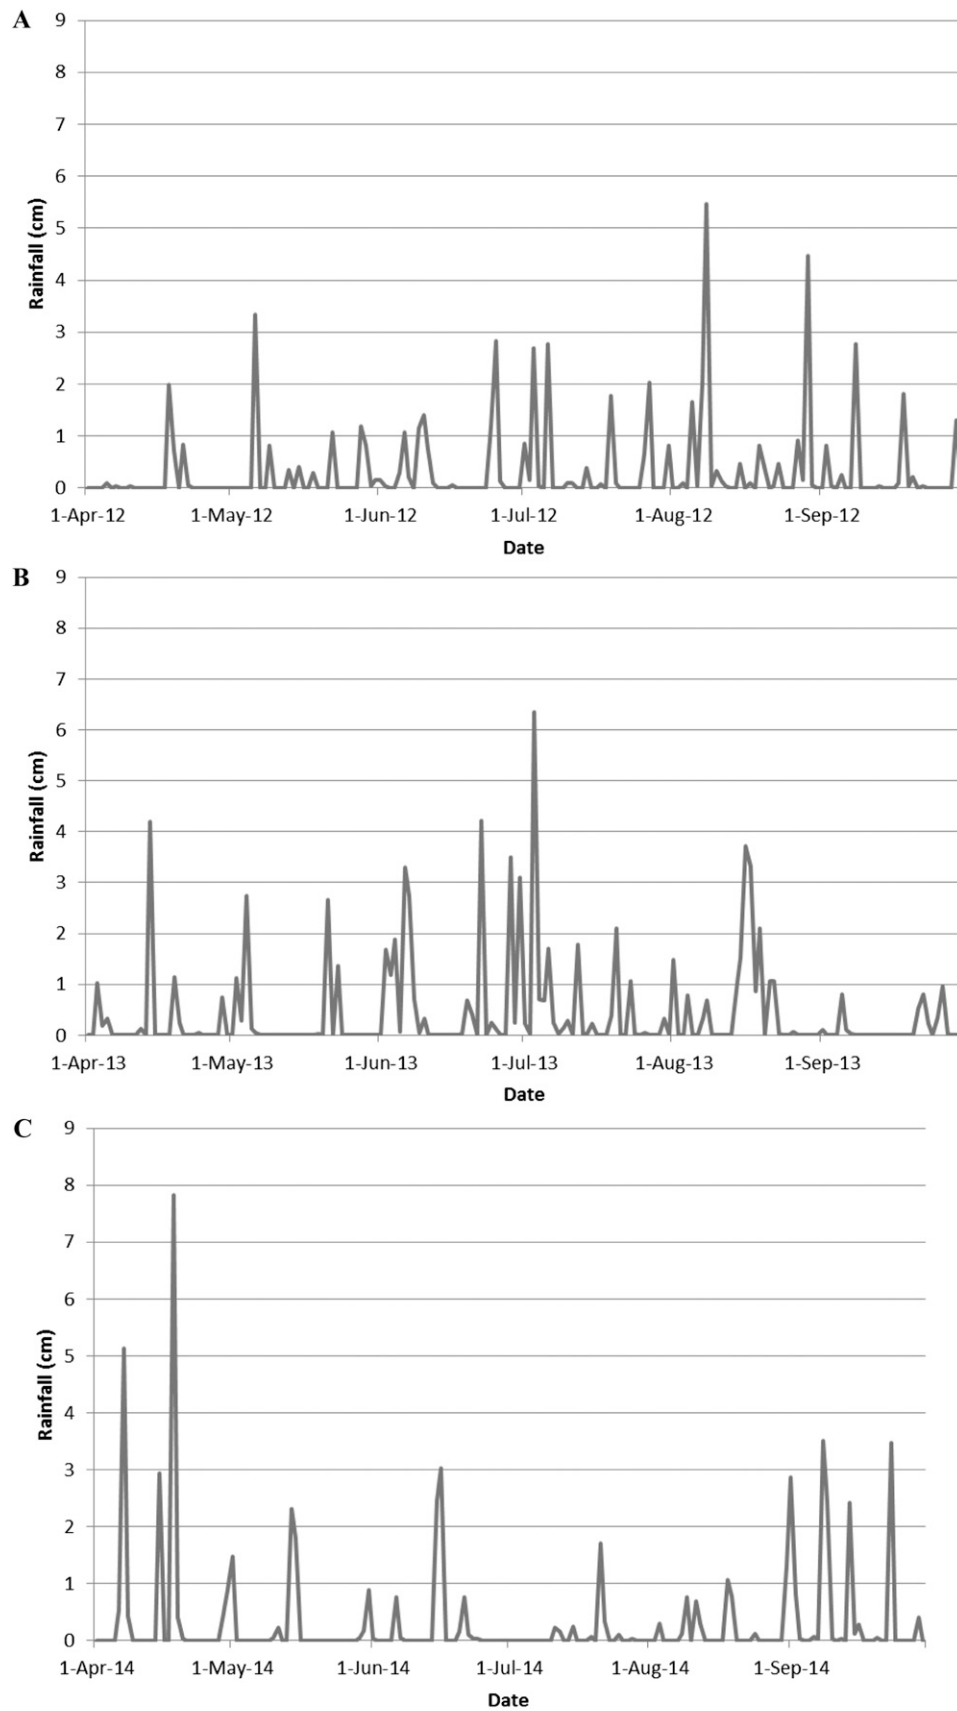 A
9
8
7
6
5
4
3
2
1
0
Rainfall (cm)
1-Apr-12 1-May-12 1-Jun-12 1-Jul-12 1-Aug-12 1-Sep-12
Date
B
9
8
7
6
5
4
3
2
1
0
Rainfall (cm)
1-Apr-13 1-May-13 1-Jun-13 1-Jul-13 1-Aug-13 1-Sep-13
Date
C
9
8
7
6
5
4
3
2
1
0
Rainfall (cm)
1-Apr-14 1-May-14 1-Jun-14 1-Jul-14 1-Aug-14 1-Sep-14
Date